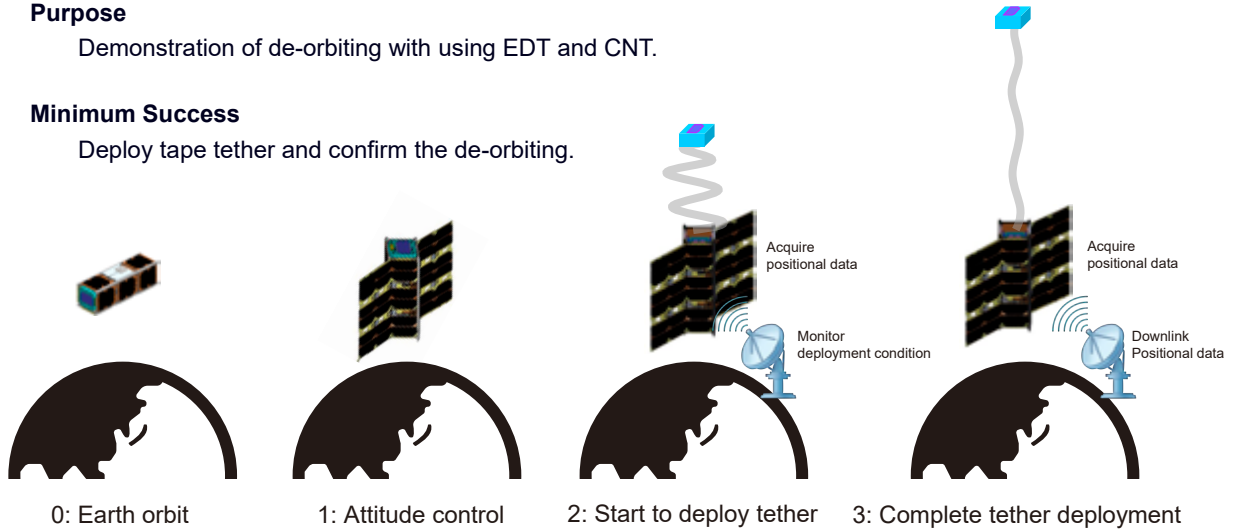 Purpose
Demonstration of de-orbiting with using EDT and CNT.
Minimum Success
Deploy tape tether and confirm the de-orbiting.
Acquire
positional data
Monitor
deployment condition
Acquire
positional data
Downlink
Positional data
0: Earth orbit
1: Attitude control
2: Start to deploy tether
3: Complete tether deployment